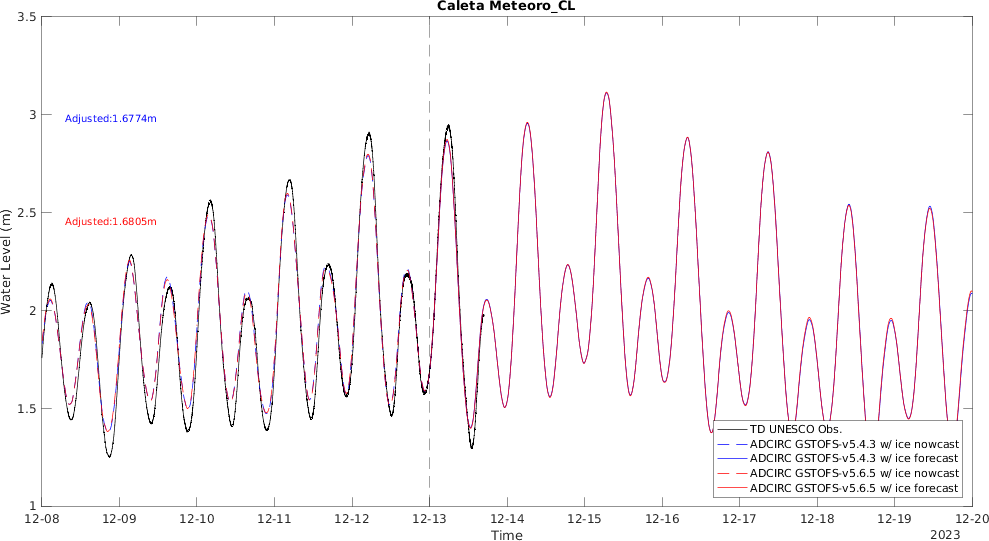 Caleta Meteoro_CL
3.5
3
2.5
2
1.5
1
Water Level (m)
Adjusted:1.6774m
Adjusted:1.6805m
TD UNESCO Obs.
ADCIRC GSTOFS-v5.4.3 w/ ice nowcast
ADCIRC GSTOFS-v5.4.3 w/ ice forecast
ADCIRC GSTOFS-v5.6.5 w/ ice nowcast
ADCIRC GSTOFS-v5.6.5 w/ ice forecast
12-08 12-09 12-10 12-11 12-12 12-13 12-14 12-15 12-16 12-17 12-18 12-19 12-20
Time
2023